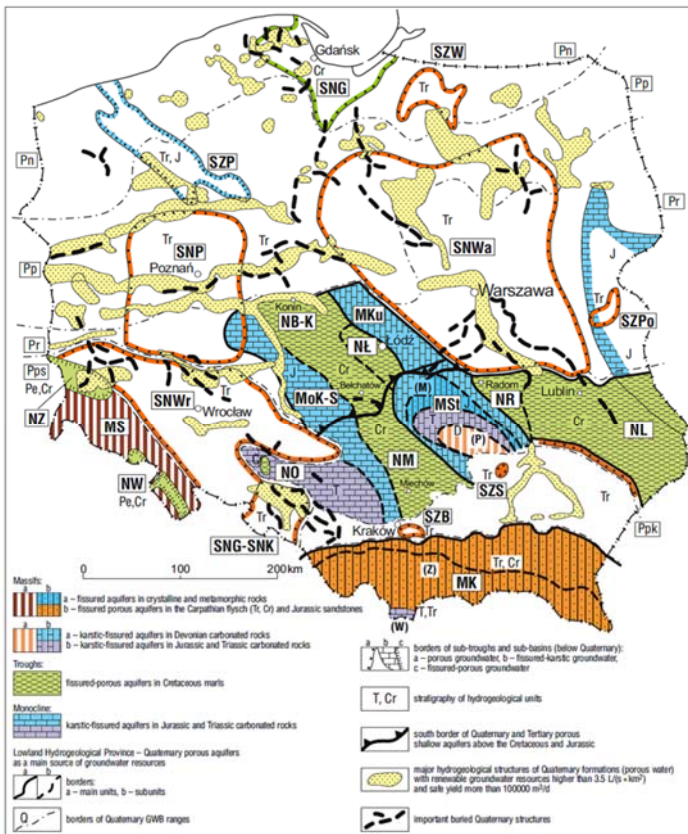 Gdańsk
SZW
Pn
Cr
SNG
Tr
Pp
Tr, J
SZP
Pn
Pr
Tr
Tr
SNP
Tr
SNWa
J
Poznań
Pp
Warszawa
Tr
SZPo
Konin
MKu
NB-K
NŁ
Łódź
Pr
J
Pps
Cr
Radom
Lublin
Pe,Cr
Tr
J
Bełchatów
(M)
NR
SNWr
MoK-S
MSt
Cr
NZ
Wrocław
D
(P)
NL
MS
Cr
NM
NO
Tr
NW
T
Miechów
SZS
Tr
Pe,Cr
Tr
Kraków
SZB
Tr
Ppk
SNG-SNK
Tr, Cr
0 100 200 km
(Z)
MK
Massifs:
a b
a – fissured aquifers in crystalline and metamorphic rocks
b – fissured porous aquifers in the Carpathian flysch (Tr, Cr) and Jurassic sandstones
(W)
T,Tr
a b
a – karstic-fissured aquifers in Devonian carbonated rocks
b – karstic-fissured aquifers in Jurassic and Triassic carbonated rocks
Troughs:
fissured-porous aquifers in Cretaceous marls
Monocline:
karstic-fissured aquifers in Jurassic and Triassic carbonated rocks
Lowland Hydrogeological Province – Quaternary porous aquifers
as a main source of groundwater resources
a b
borders:
a – main units, b – subunits
Q
borders of Quaternary GWB ranges
a b c
borders of sub-troughs and sub-basins (below Quaternary):
a – porous groundwater, b – fissured-karstic groundwater,
c – fissured-porous groundwater
T, Cr
stratigraphy of hydrogeological units
south border of Quaternary and Tertiary porous
shallow aquifers above the Cretaceous and Jurassic
major hydrogeological structures of Quaternary formations (porous water)
with renewable groundwater resources higher than 3.5 L/(s • km²)
and safe yield more than 100000 m³/d
important buried Quaternary structures